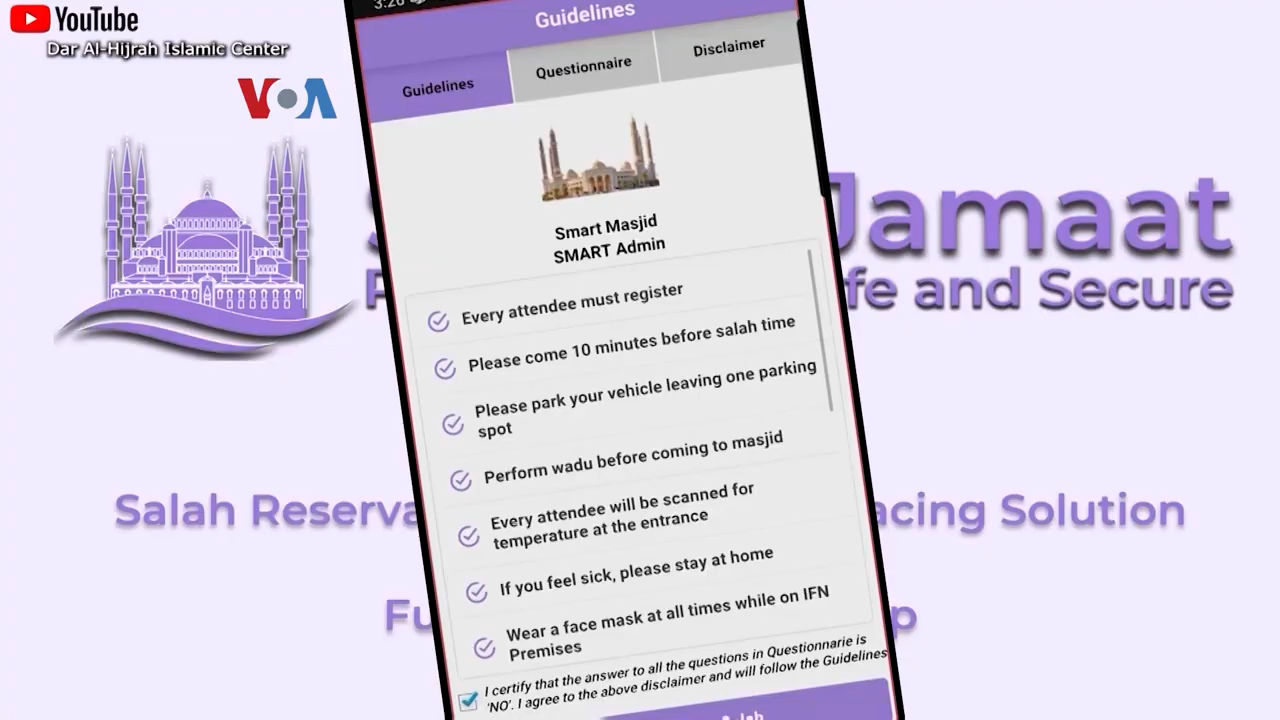 YouTube
Dar Al-Hijrah Islamic Center
VOA
3:26
Guidelines
Guidelines
Questionnaire
Disclaimer
Smart Masjid
SMART Admin
Every attendee must register
Please come 10 minutes before salah time
Please park your vehicle leaving one parking
spot
Perform wadu before coming to masjid
Every attendee will be scanned for
temperature at the entrance
If you feel sick, please stay at home
Wear a face mask at all times while on IFN
Premises
I certify that the answer to all the questions in Questionnarie is
'NO'. I agree to the above disclaimer and will follow the Guidelines
Jamaat
and Secure
Salah
Solution